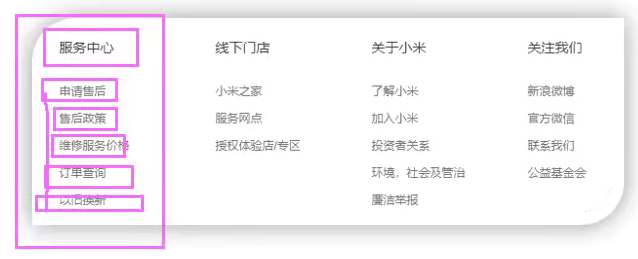 服务中心
申请售后
售后政策
维修服务价格
订单查询
以旧换新
线下门店
小米之家
服务网点
授权体验店/专区
关于小米
了解小米
加入小米
投资者关系
环境、社会及管治
廉洁举报
关注我们
新浪微博
官方微信
联系我们
公益基金会